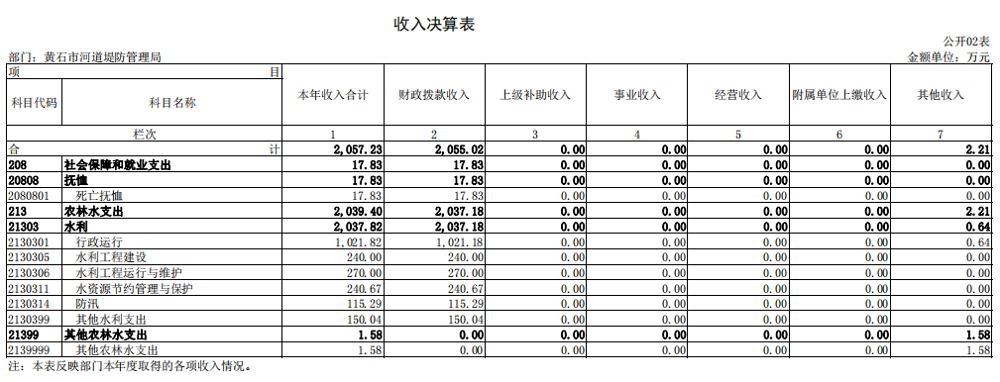 收入决算表
公开02表
部门：黄石市河道堤防管理局 金额单位：万元
项 目 本年收入合计 财政拨款收入 上级补助收入 事业收入 经营收入 附属单位上缴收入 其他收入
科目代码 科目名称
栏次 1 2 3 4 5 6 7
合 计 2,057.23 2,055.02 0.00 0.00 0.00 0.00 2.21
208 社会保障和就业支出 17.83 17.83 0.00 0.00 0.00 0.00 0.00
20808 抚恤 17.83 17.83 0.00 0.00 0.00 0.00 0.00
2080801 死亡抚恤 17.83 17.83 0.00 0.00 0.00 0.00 0.00
213 农林水支出 2,039.40 2,037.18 0.00 0.00 0.00 0.00 2.21
21303 水利 2,037.82 2,037.18 0.00 0.00 0.00 0.00 0.64
2130301 行政运行 1,021.82 1,021.18 0.00 0.00 0.00 0.00 0.64
2130305 水利工程建设 240.00 240.00 0.00 0.00 0.00 0.00 0.00
2130306 水利工程运行与维护 270.00 270.00 0.00 0.00 0.00 0.00 0.00
2130311 水资源节约管理与保护 240.67 240.67 0.00 0.00 0.00 0.00 0.00
2130314 防汛 115.29 115.29 0.00 0.00 0.00 0.00 0.00
2130399 其他水利支出 150.04 150.04 0.00 0.00 0.00 0.00 0.00
21399 其他农林水支出 1.58 0.00 0.00 0.00 0.00 0.00 1.58
2139999 其他农林水支出 1.58 0.00 0.00 0.00 0.00 0.00 1.58
注：本表反映部门本年度取得的各项收入情况。